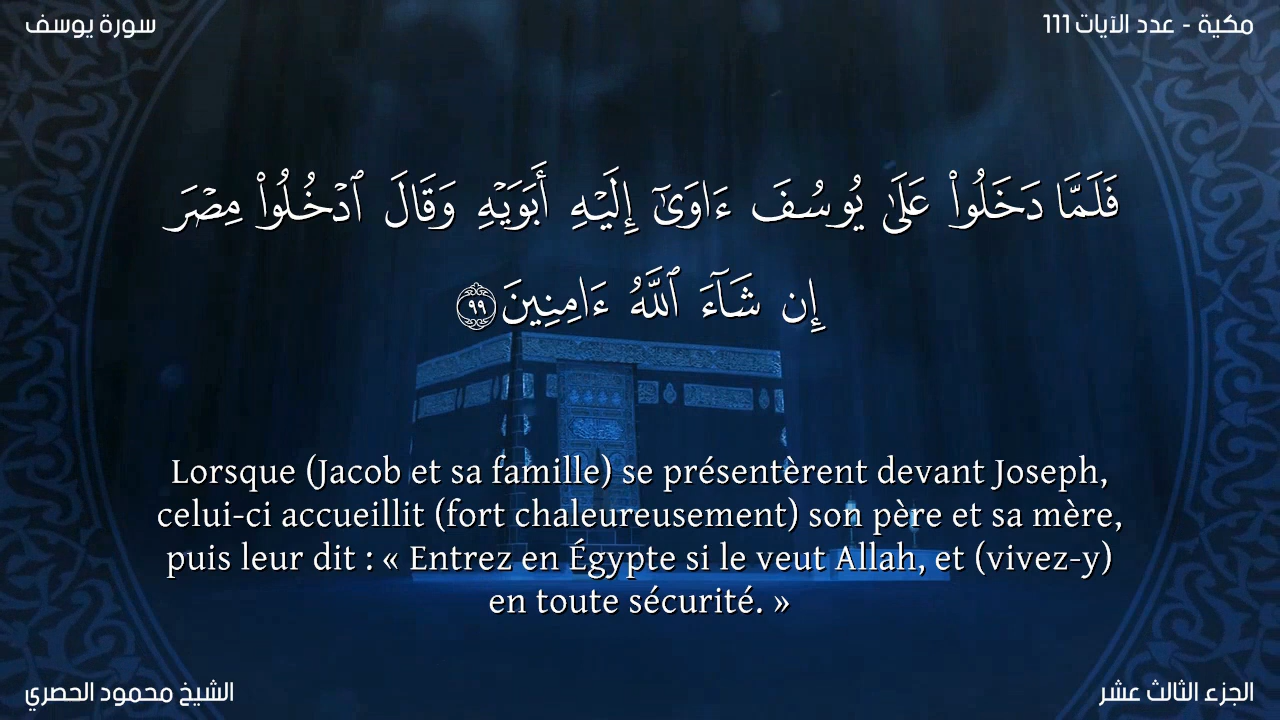 سورة يوسف
مكية - عدد الآيات 111
فَلَمَّا دَخَلُوا۟ عَلَىٰ يُوسُفَ ءَاوَىٰٓ إِلَيْهِ أَبَوَيْهِ وَقَالَ ٱدْخُلُوا۟ مِصْرَ
إِن شَآءَ ٱللَّهُ ءَامِنِينَ ٩٩
Lorsque (Jacob et sa famille) se présentèrent devant Joseph,
celui-ci accueillit (fort chaleureusement) son père et sa mère,
puis leur dit : « Entrez en Égypte si le veut Allah, et (vivez-y)
en toute sécurité. »
الشيخ محمود الحصري
الجزء الثالث عشر